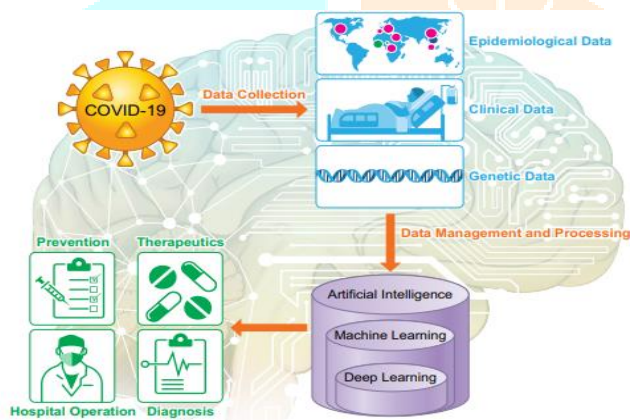 COVID-19
Data Collection
Epidemiological Data
Clinical Data
Genetic Data
Data Management and Processing
Artificial Intelligence
Machine Learning
Deep Learning
Prevention
Therapeutics
Hospital Operation
Diagnosis